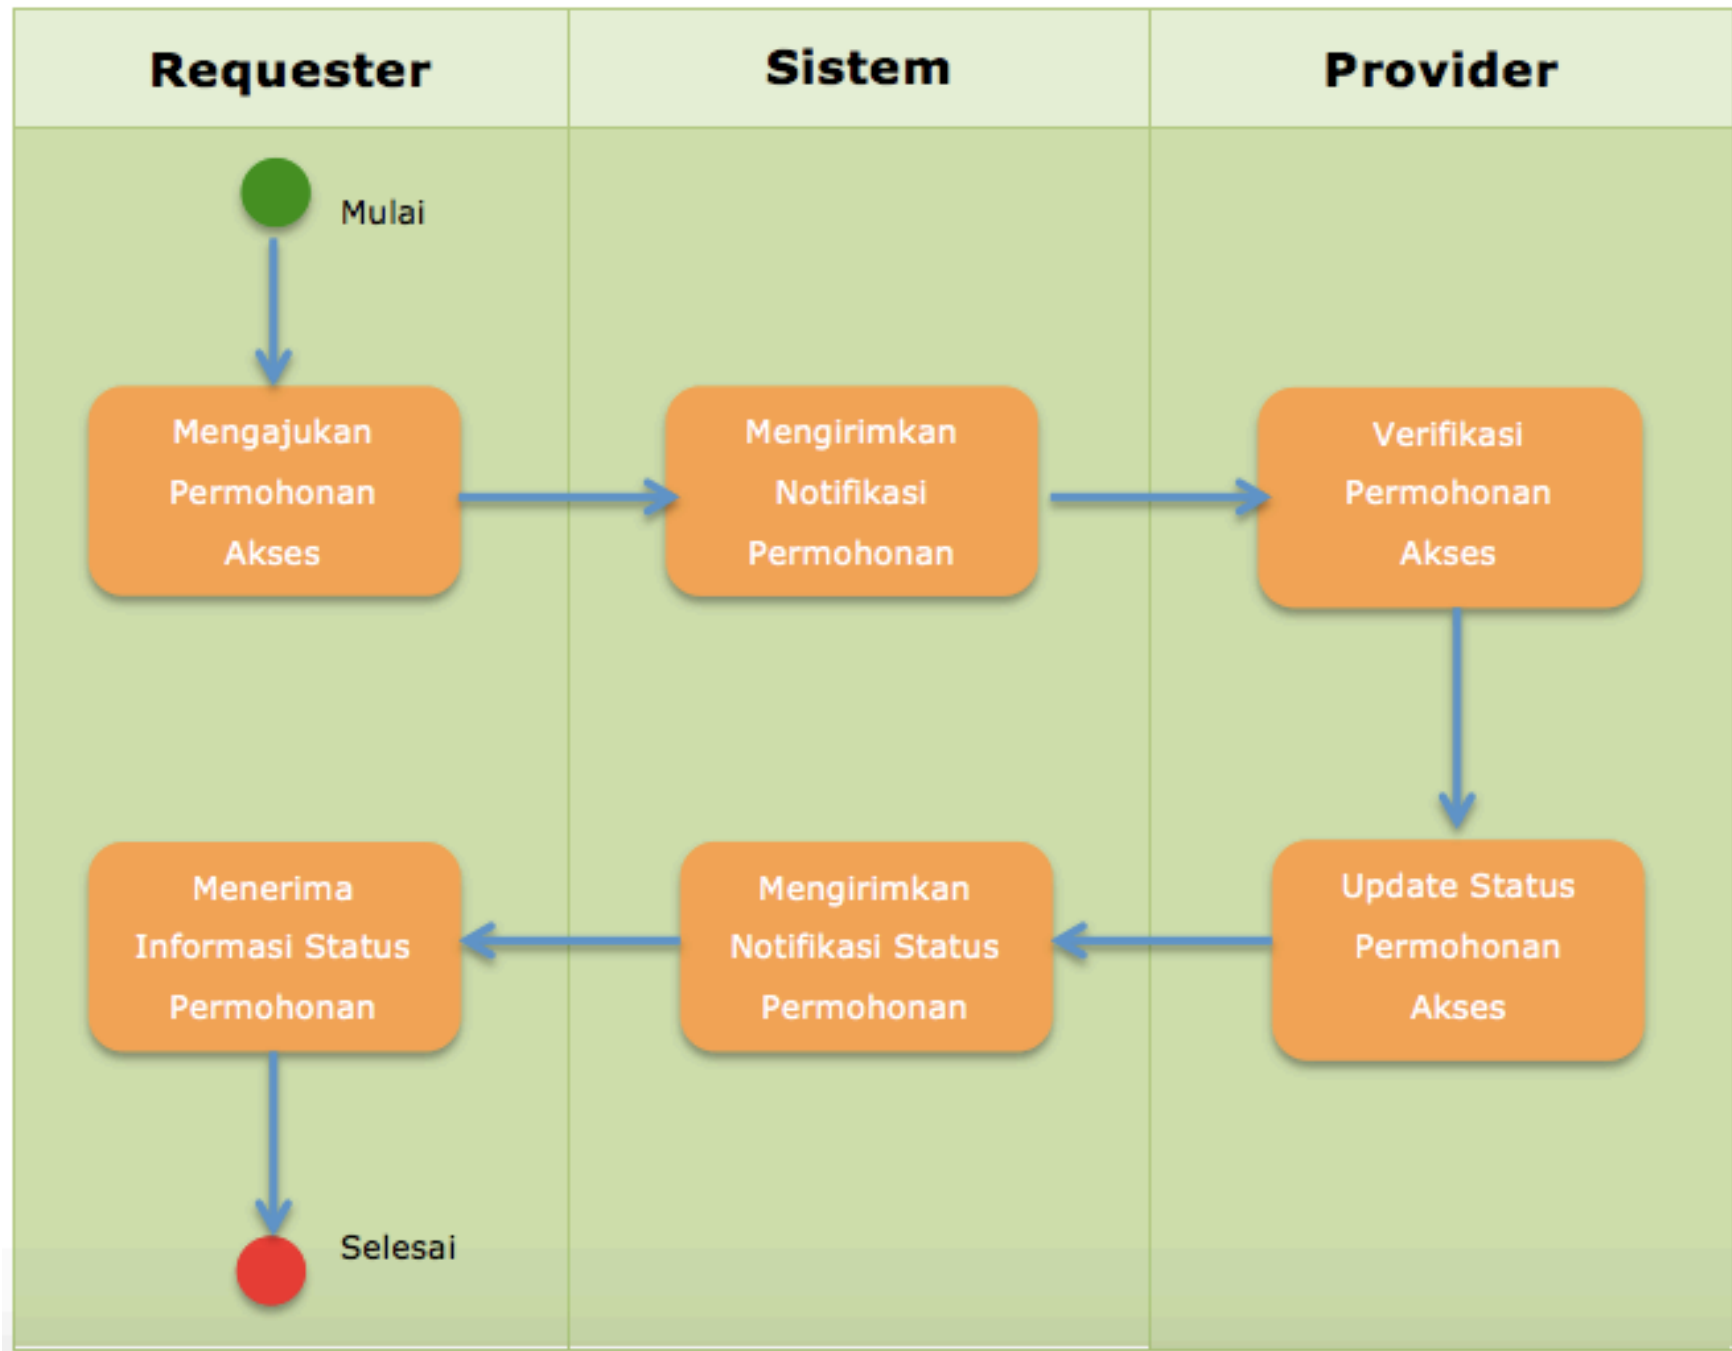 Requester
Sistem
Provider
Mulai
Mengajukan
Permohonan
Akses
Mengirimkan
Notifikasi
Permohonan
Verifikasi
Permohonan
Akses
Update Status
Permohonan
Akses
Mengirimkan
Notifikasi Status
Permohonan
Menerima
Informasi Status
Permohonan
Selesai